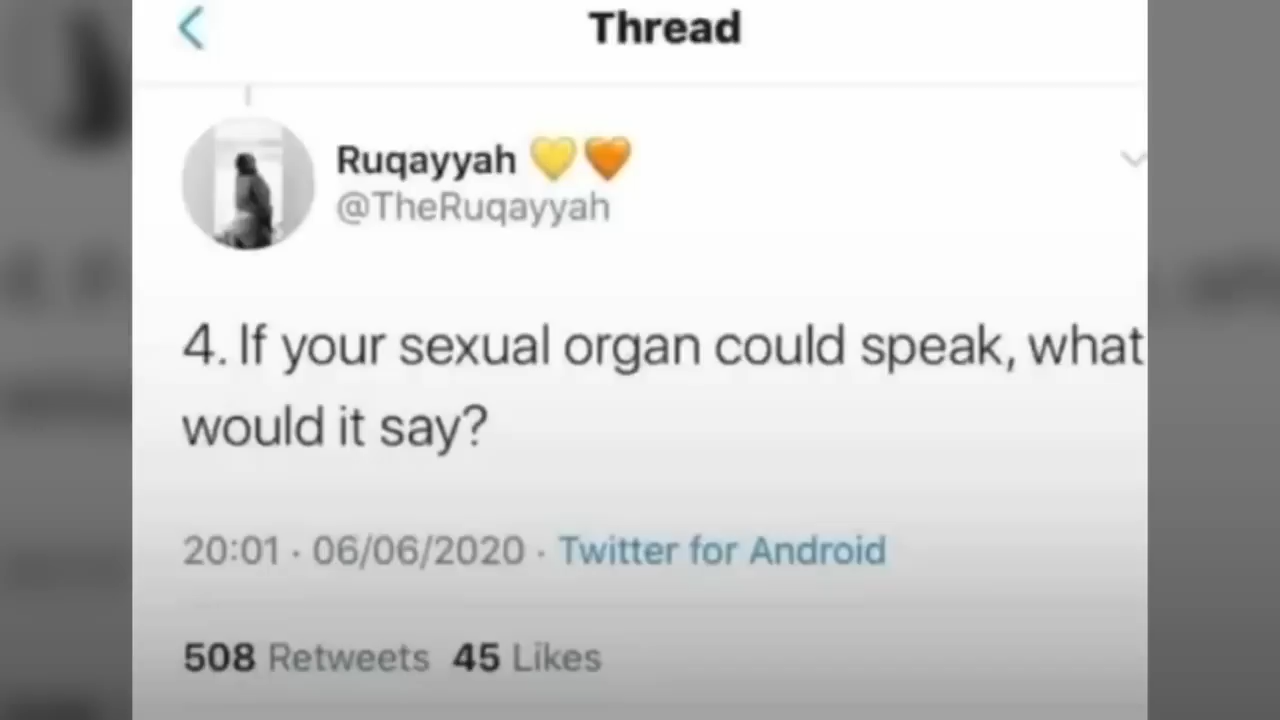 Thread
Ruqayyah 💛🧡
@TheRuqayyah
4. If your sexual organ could speak, what
would it say?
20:01 · 06/06/2020 · Twitter for Android
508 Retweets 45 Likes